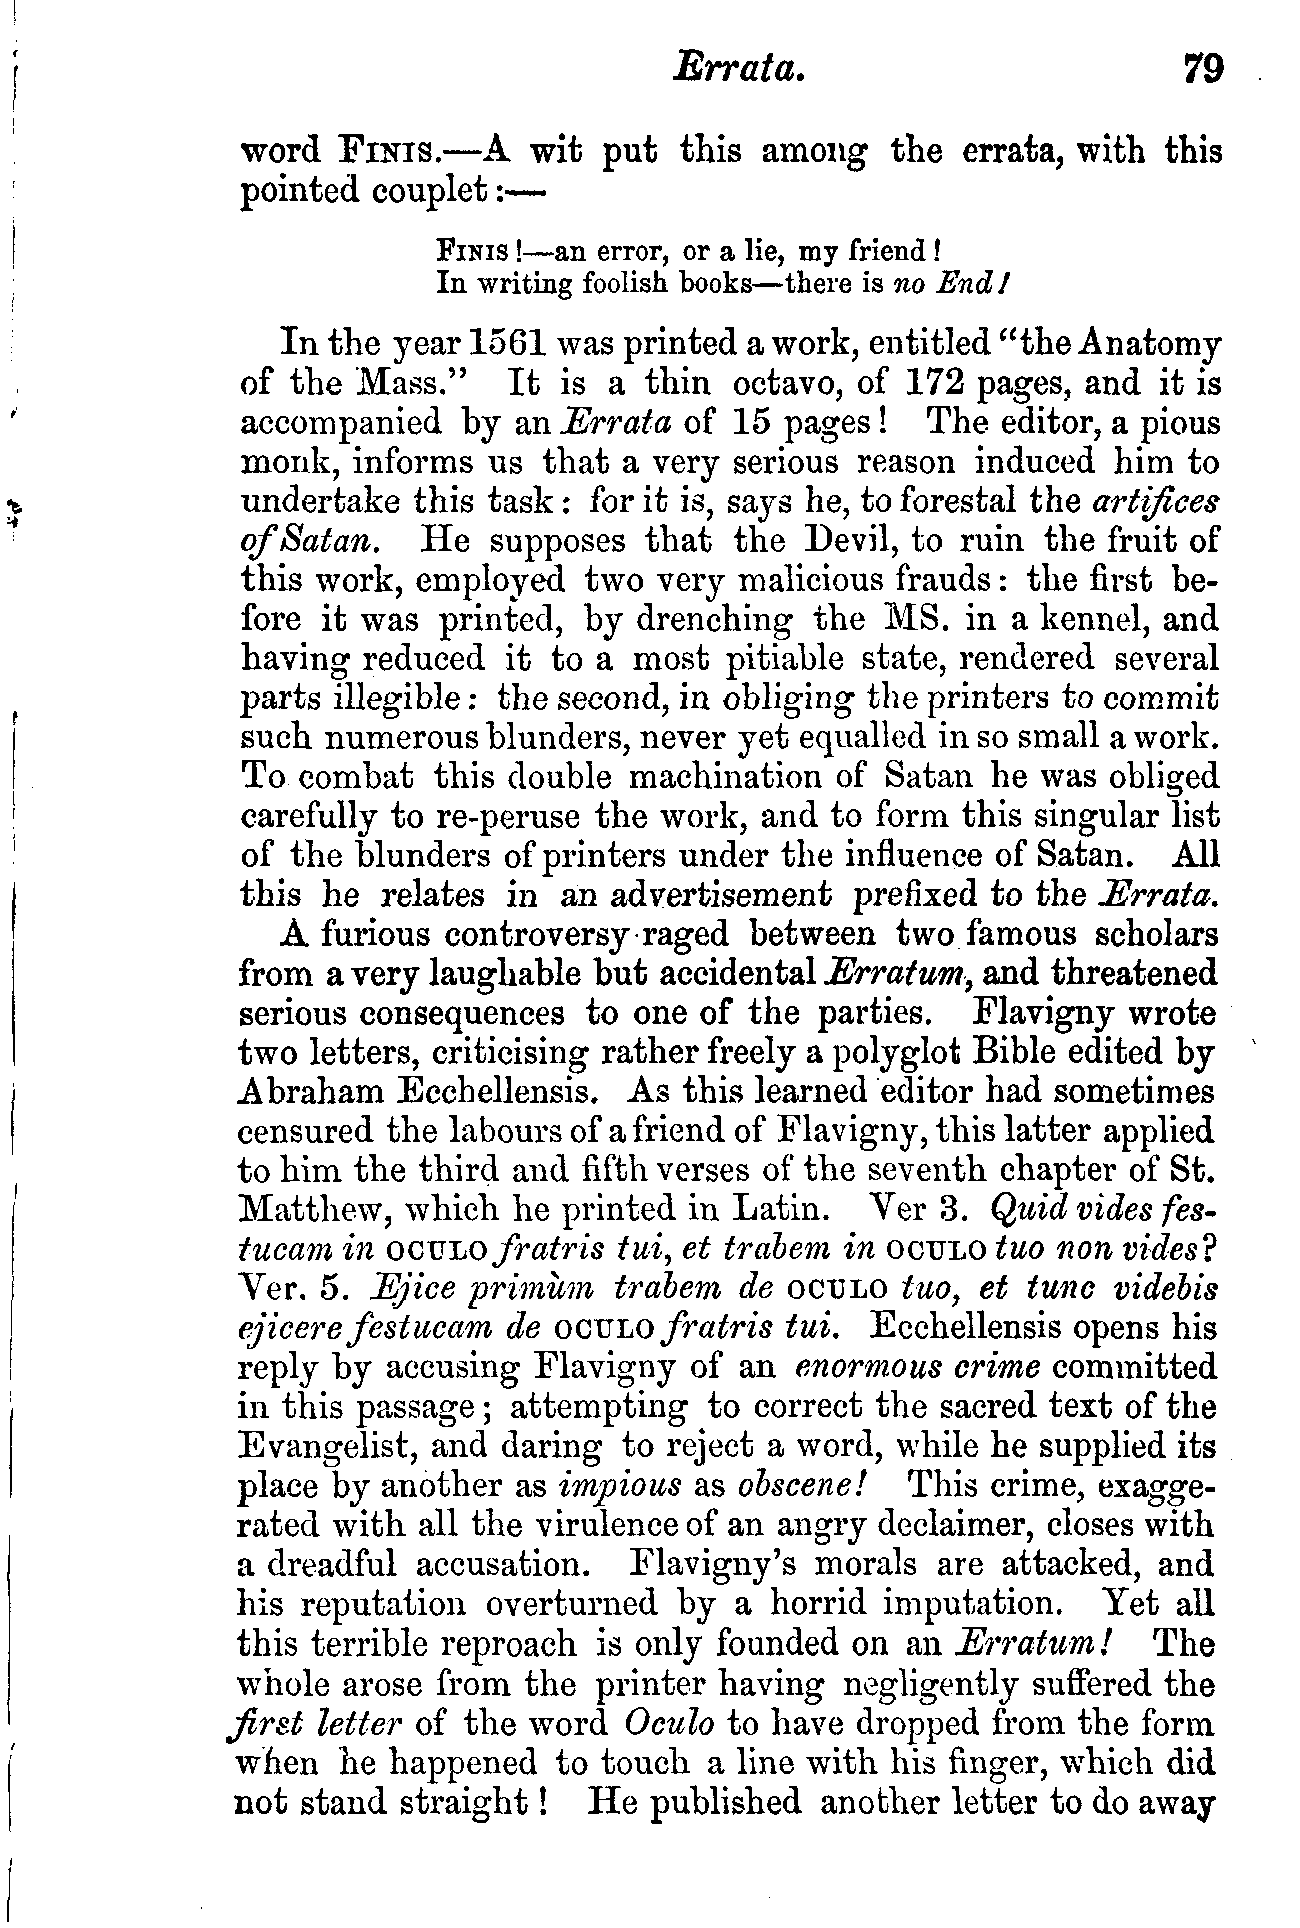 Errata. 79
word FINIS.—A wit put this among the errata, with this
pointed couplet :—
FINIS !—an error, or a lie, my friend !
In writing foolish books—there is no End !
In the year 1561 was printed a work, entitled "the Anatomy
of the Mass." It is a thin octavo, of 172 pages, and it is
accompanied by an Errata of 15 pages ! The editor, a pious
monk, informs us that a very serious reason induced him to
undertake this task : for it is, says he, to forestal the artifices
of Satan. He supposes that the Devil, to ruin the fruit of
this work, employed two very malicious frauds : the first be-
fore it was printed, by drenching the MS. in a kennel, and
having reduced it to a most pitiable state, rendered several
parts illegible : the second, in obliging the printers to commit
such numerous blunders, never yet equalled in so small a work.
To combat this double machination of Satan he was obliged
carefully to re-peruse the work, and to form this singular list
of the blunders of printers under the influence of Satan. All
this he relates in an advertisement prefixed to the Errata.
A furious controversy raged between two famous scholars
from a very laughable but accidental Erratum, and threatened
serious consequences to one of the parties. Flavigny wrote
two letters, criticising rather freely a polyglot Bible edited by
Abraham Ecchellensis. As this learned editor had sometimes
censured the labours of a friend of Flavigny, this latter applied
to him the third and fifth verses of the seventh chapter of St.
Matthew, which he printed in Latin. Ver 3. Quid vides fes-
tucam in OCULO fratris tui, et trabem in OCULO tuo non vides?
Ver. 5. Ejice primùm trabem de OCULO tuo, et tunc videbis
ejicere festucam de OCULO fratris tui. Ecchellensis opens his
reply by accusing Flavigny of an enormous crime committed
in this passage ; attempting to correct the sacred text of the
Evangelist, and daring to reject a word, while he supplied its
place by another as impious as obscene! This crime, exagge-
rated with all the virulence of an angry declaimer, closes with
a dreadful accusation. Flavigny's morals are attacked, and
his reputation overturned by a horrid imputation. Yet all
this terrible reproach is only founded on an Erratum! The
whole arose from the printer having negligently suffered the
first letter of the word Oculo to have dropped from the form
when he happened to touch a line with his finger, which did
not stand straight ! He published another letter to do away